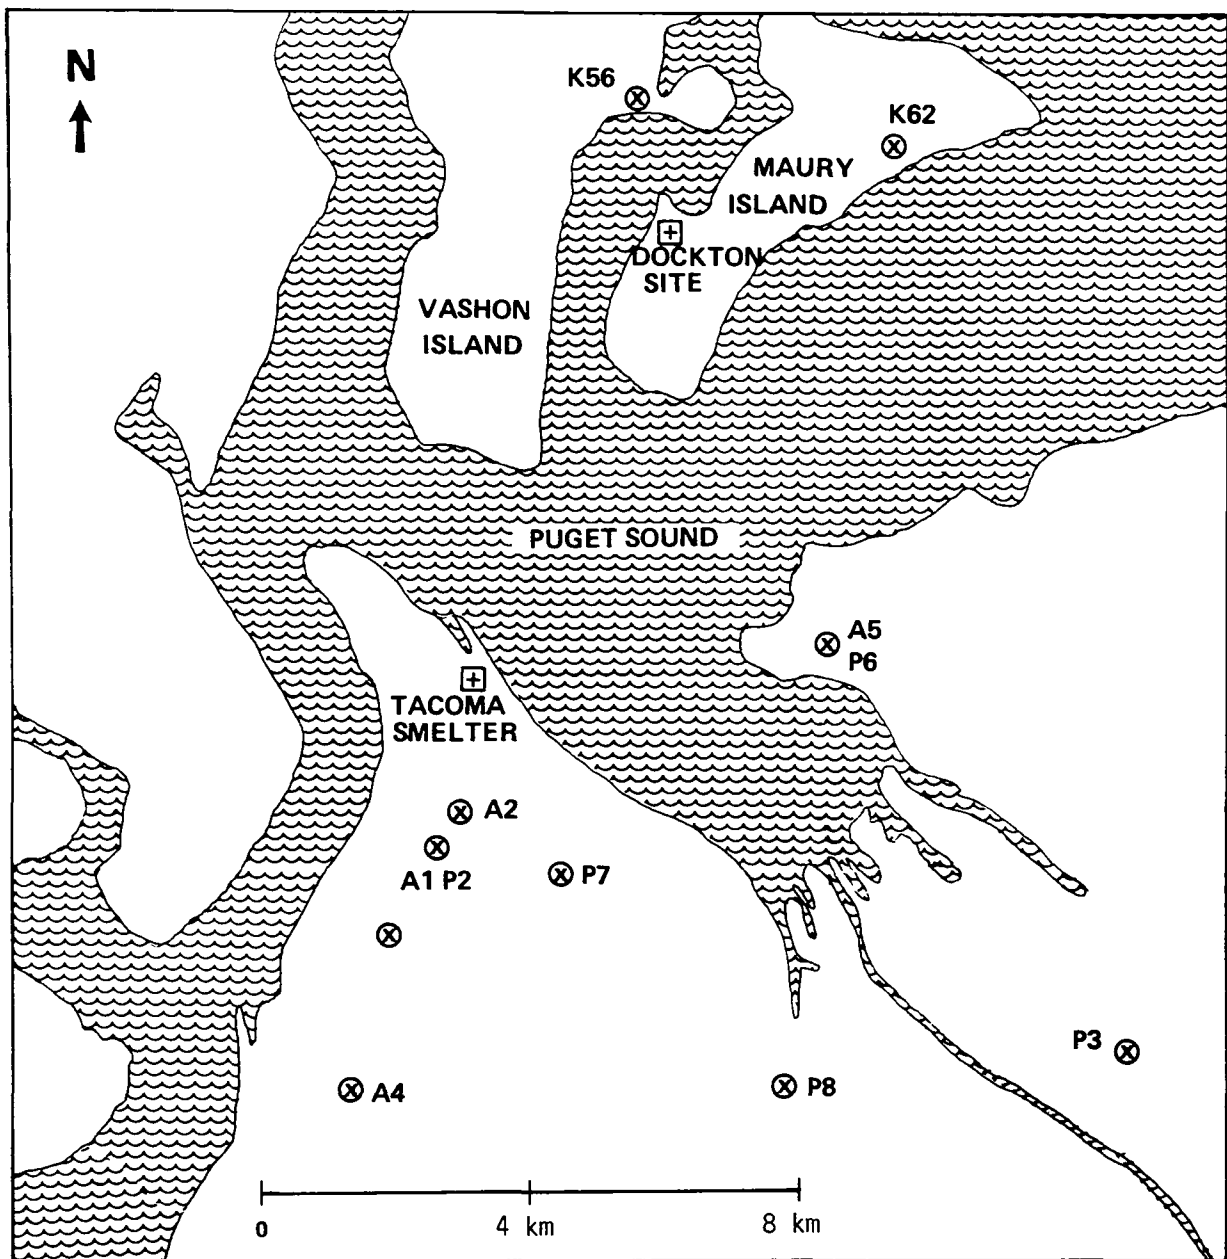 N
K56
K62
MAURY
ISLAND
DOCKTON
SITE
VASHON
ISLAND
PUGET SOUND
A5
P6
TACOMA
SMELTER
A2
A1 P2
P7
P3
A4
P8
0 4 km 8 km